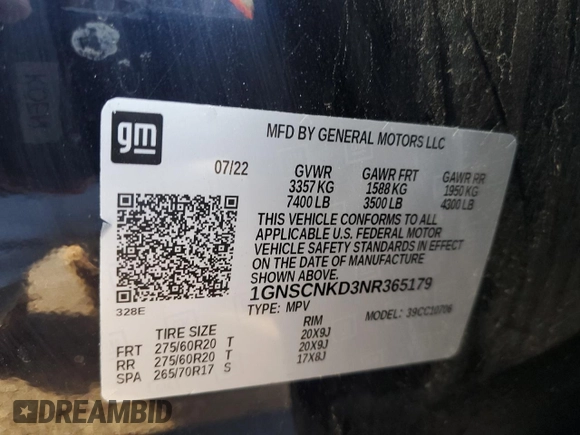 gm
MFD BY GENERAL MOTORS LLC
07/22 GVWR GAWR FRT GAWR RR
3357 KG 1588 KG 1950 KG
7400 LB 3500 LB 4300 LB
THIS VEHICLE CONFORMS TO ALL
APPLICABLE U.S. FEDERAL MOTOR
VEHICLE SAFETY STANDARDS IN EFFECT
ON THE DATE OF MANUFACTURE
SHOWN ABOVE.
1GNSCNKD3NR365179
328E TYPE: MPV MODEL: 39CC10706
TIRE SIZE RIM
FRT 275/60R20 T 20X9J
RR 275/60R20 T 20X9J
SPA 265/70R17 S 17X8J
DREAMBID